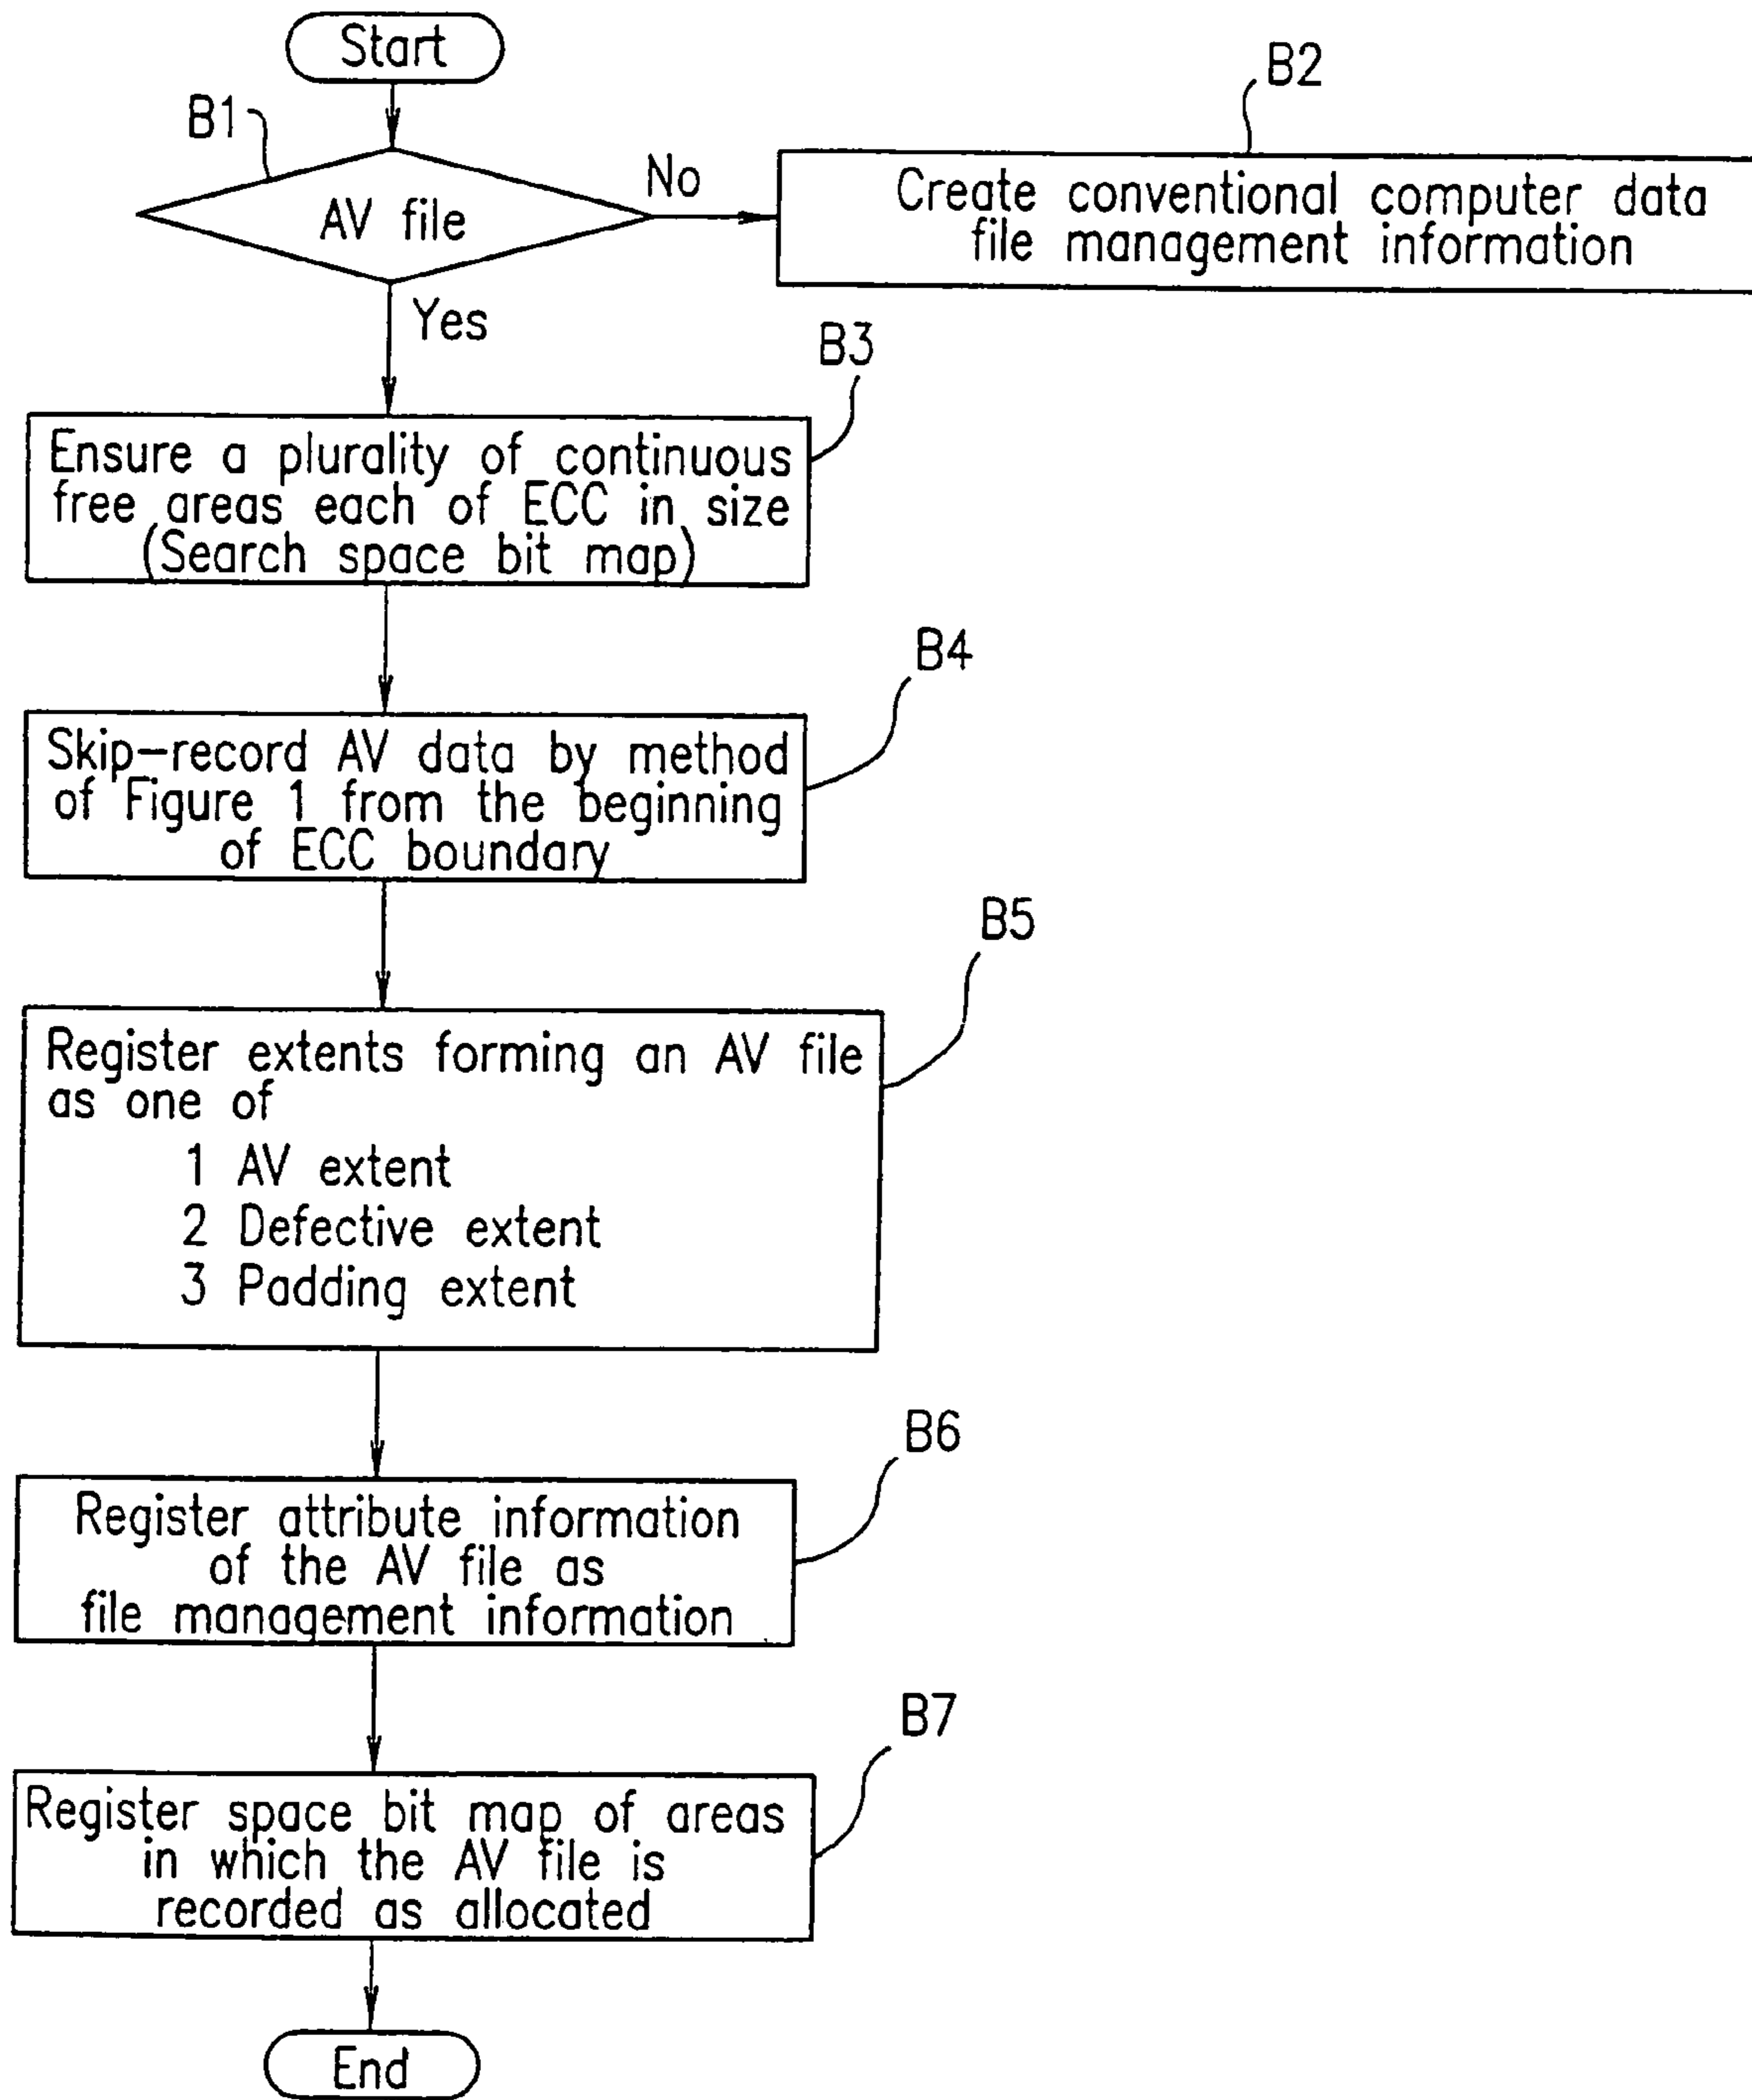 Start
B1
B2
AV file
No
Create conventional computer data
file management information
Yes
B3
Ensure a plurality of continuous
free areas each of ECC in size
(Search space bit map)
B4
Skip-record AV data by method
of Figure 1 from the beginning
of ECC boundary
B5
Register extents forming an AV file
as one of
1 AV extent
2 Defective extent
3 Padding extent
B6
Register attribute information
of the AV file as
file management information
B7
Register space bit map of areas
in which the AV file is
recorded as allocated
End